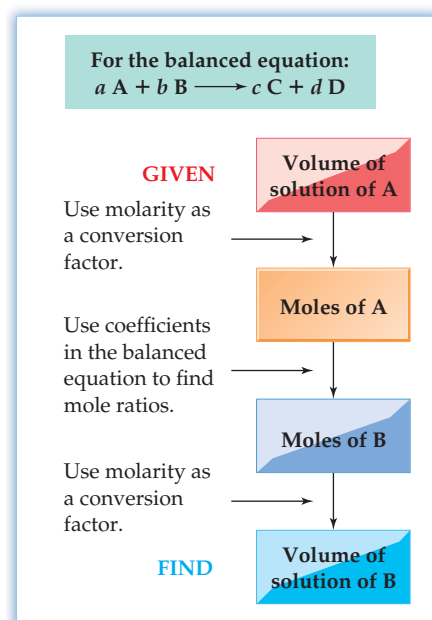 For the balanced equation:
a A + b B ⟶ c C + d D
GIVEN
Volume of
solution of A
Use molarity as
a conversion
factor.
Moles of A
Use coefficients
in the balanced
equation to find
mole ratios.
Moles of B
Use molarity as
a conversion
factor.
FIND
Volume of
solution of B